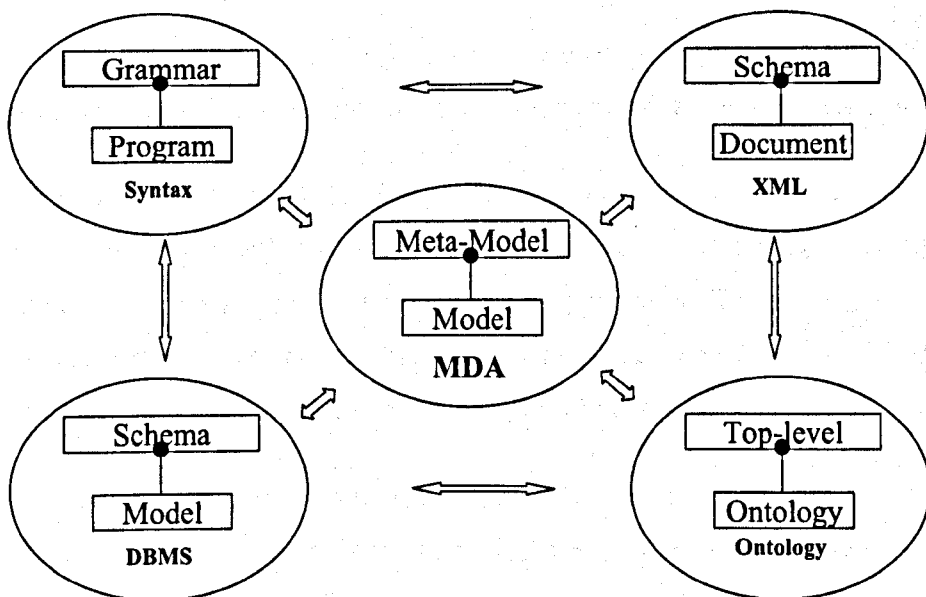 Grammar
Program
Syntax
Schema
Document
XML
Meta-Model
Model
MDA
Schema
Model
DBMS
Top-level
Ontology
Ontology